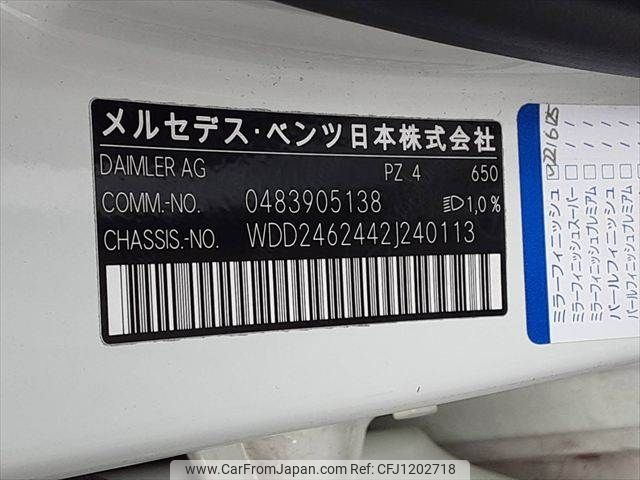 メルセデス・ベンツ日本株式会社
DAIMLER AG PZ 4 650
COMM.-NO. 0483905138 1,0%
CHASSIS.-NO. WDD2462442J240113
ミラーフィニッシュ 22/6/25
ミラーフィニッシュスーパー / /
ミラーフィニッシュプレミアム / /
パールフィニッシュ / /
パールフィニッシュプレミアム / /
www.CarFromJapan.com CFJ1202718